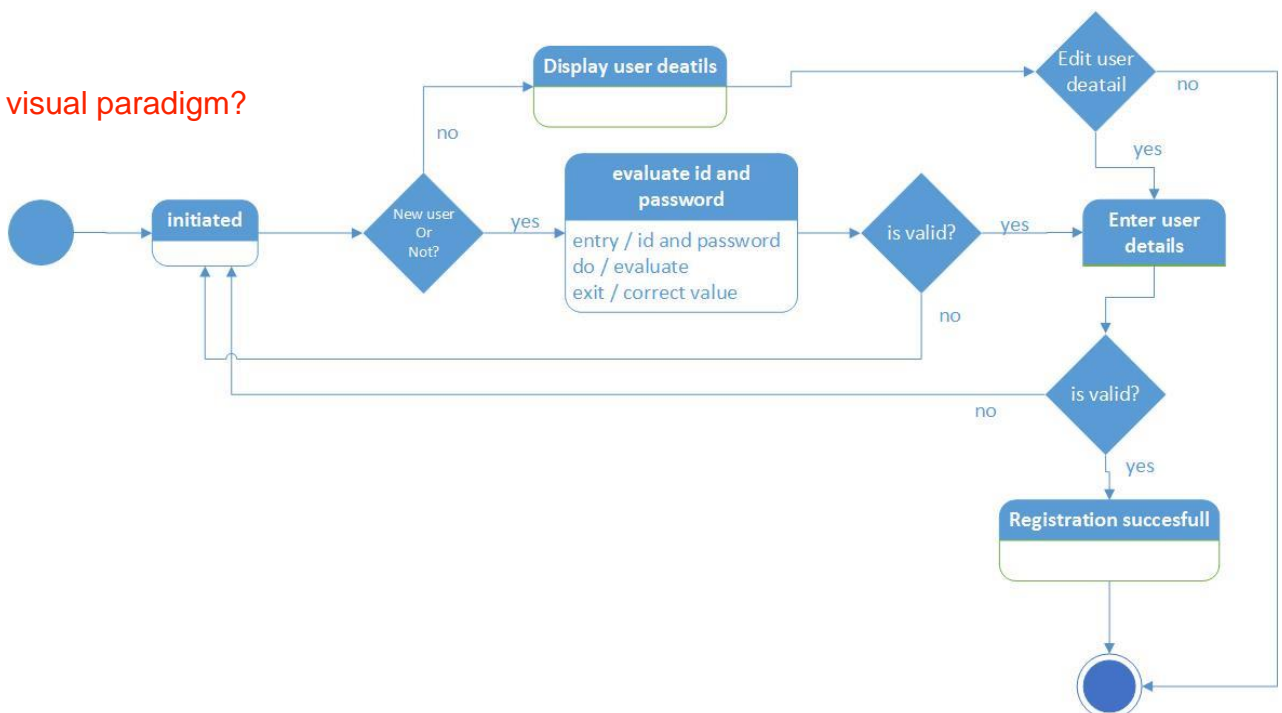 visual paradigm?
Display user deatils
Edit user
deatail
no
no
yes
initiated
New user
Or
Not?
yes
evaluate id and
password
entry / id and password
do / evaluate
exit / correct value
is valid?
yes
Enter user
details
no
is valid?
no
yes
Registration succesfull